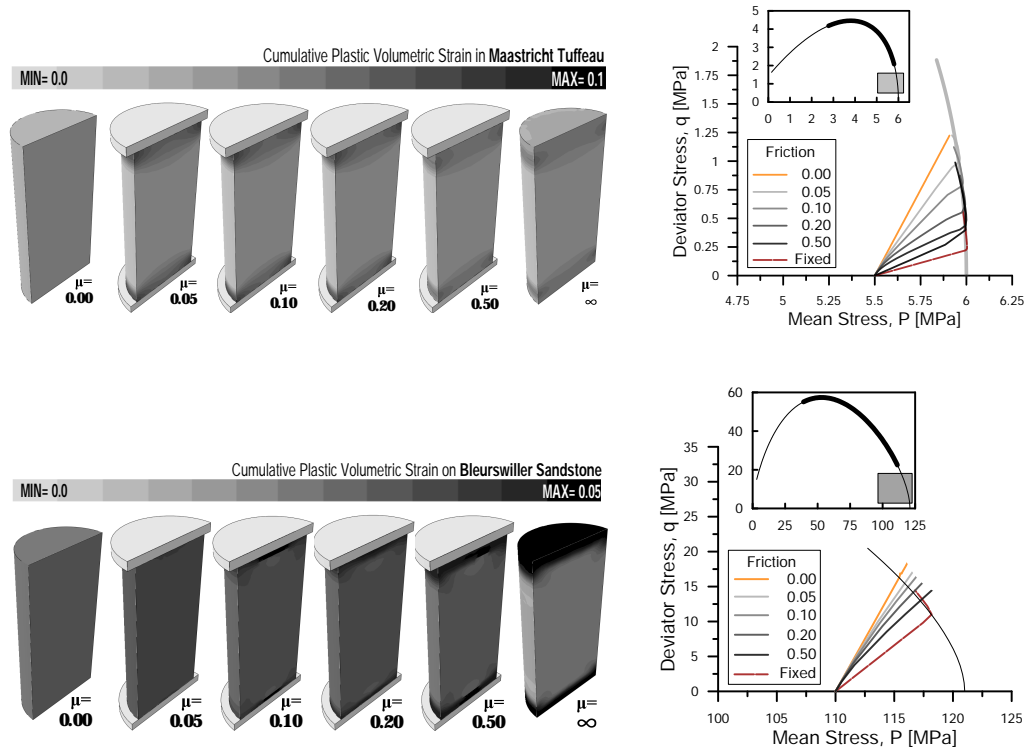 Cumulative Plastic Volumetric Strain in Maastricht Tuffeau
MIN= 0.0 MAX= 0.1
μ= 0.00
μ= 0.05
μ= 0.10
μ= 0.20
μ= 0.50
μ= ∞
5
4
3
2
1
0
0 1 2 3 4 5 6
2
1.75
1.5
1.25
1
0.75
0.5
0.25
0
Deviator Stress, q [MPa]
Friction
0.00
0.05
0.10
0.20
0.50
Fixed
4.75 5 5.25 5.5 5.75 6 6.25
Mean Stress, P [MPa]
Cumulative Plastic Volumetric Strain on Bleurswiller Sandstone
MIN= 0.0 MAX= 0.05
μ= 0.00
μ= 0.05
μ= 0.10
μ= 0.20
μ= 0.50
μ= ∞
60
40
20
0
0 25 50 75 100 125
35
30
25
20
15
10
5
0
Deviator Stress, q [MPa]
Friction
0.00
0.05
0.10
0.20
0.50
Fixed
100 105 110 115 120 125
Mean Stress, P [MPa]